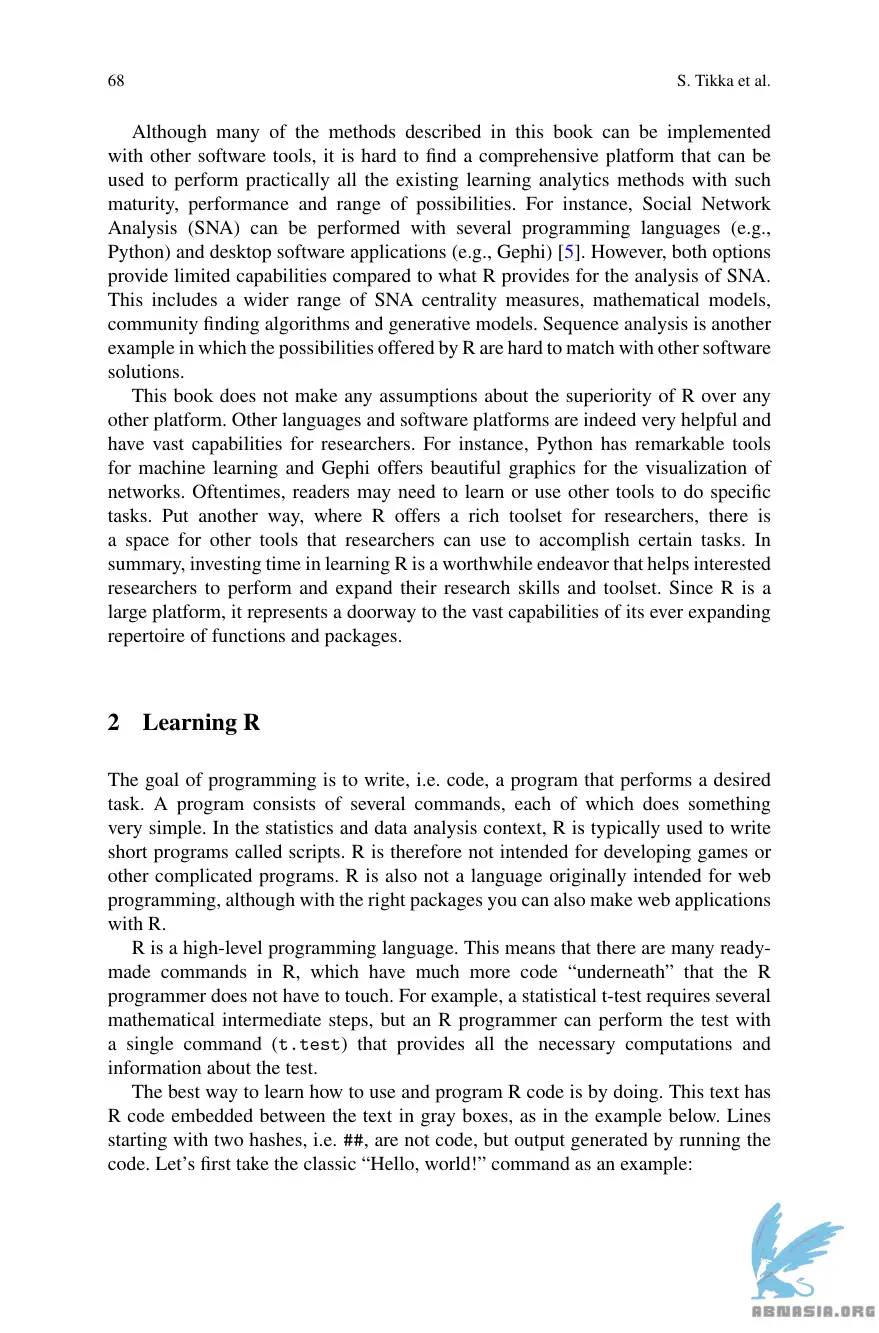 68
S. Tikka et al.
Although many of the methods described in this book can be implemented
with other software tools, it is hard to find a comprehensive platform that can be
used to perform practically all the existing learning analytics methods with such
maturity, performance and range of possibilities. For instance, Social Network
Analysis (SNA) can be performed with several programming languages (e.g.,
Python) and desktop software applications (e.g., Gephi) [5]. However, both options
provide limited capabilities compared to what R provides for the analysis of SNA.
This includes a wider range of SNA centrality measures, mathematical models,
community finding algorithms and generative models. Sequence analysis is another
example in which the possibilities offered by R are hard to match with other software
solutions.
This book does not make any assumptions about the superiority of R over any
other platform. Other languages and software platforms are indeed very helpful and
have vast capabilities for researchers. For instance, Python has remarkable tools
for machine learning and Gephi offers beautiful graphics for the visualization of
networks. Oftentimes, readers may need to learn or use other tools to do specific
tasks. Put another way, where R offers a rich toolset for researchers, there is
a space for other tools that researchers can use to accomplish certain tasks. In
summary, investing time in learning R is a worthwhile endeavor that helps interested
researchers to perform and expand their research skills and toolset. Since R is a
large platform, it represents a doorway to the vast capabilities of its ever expanding
repertoire of functions and packages.
2 Learning R
The goal of programming is to write, i.e. code, a program that performs a desired
task. A program consists of several commands, each of which does something
very simple. In the statistics and data analysis context, R is typically used to write
short programs called scripts. R is therefore not intended for developing games or
other complicated programs. R is also not a language originally intended for web
programming, although with the right packages you can also make web applications
with R.
R is a high-level programming language. This means that there are many ready-
made commands in R, which have much more code “underneath” that the R
programmer does not have to touch. For example, a statistical t-test requires several
mathematical intermediate steps, but an R programmer can perform the test with
a single command (t.test) that provides all the necessary computations and
information about the test.
The best way to learn how to use and program R code is by doing. This text has
R code embedded between the text in gray boxes, as in the example below. Lines
starting with two hashes, i.e. ##, are not code, but output generated by running the
code. Let’s first take the classic “Hello, world!” command as an example:
ABNASIA.ORG